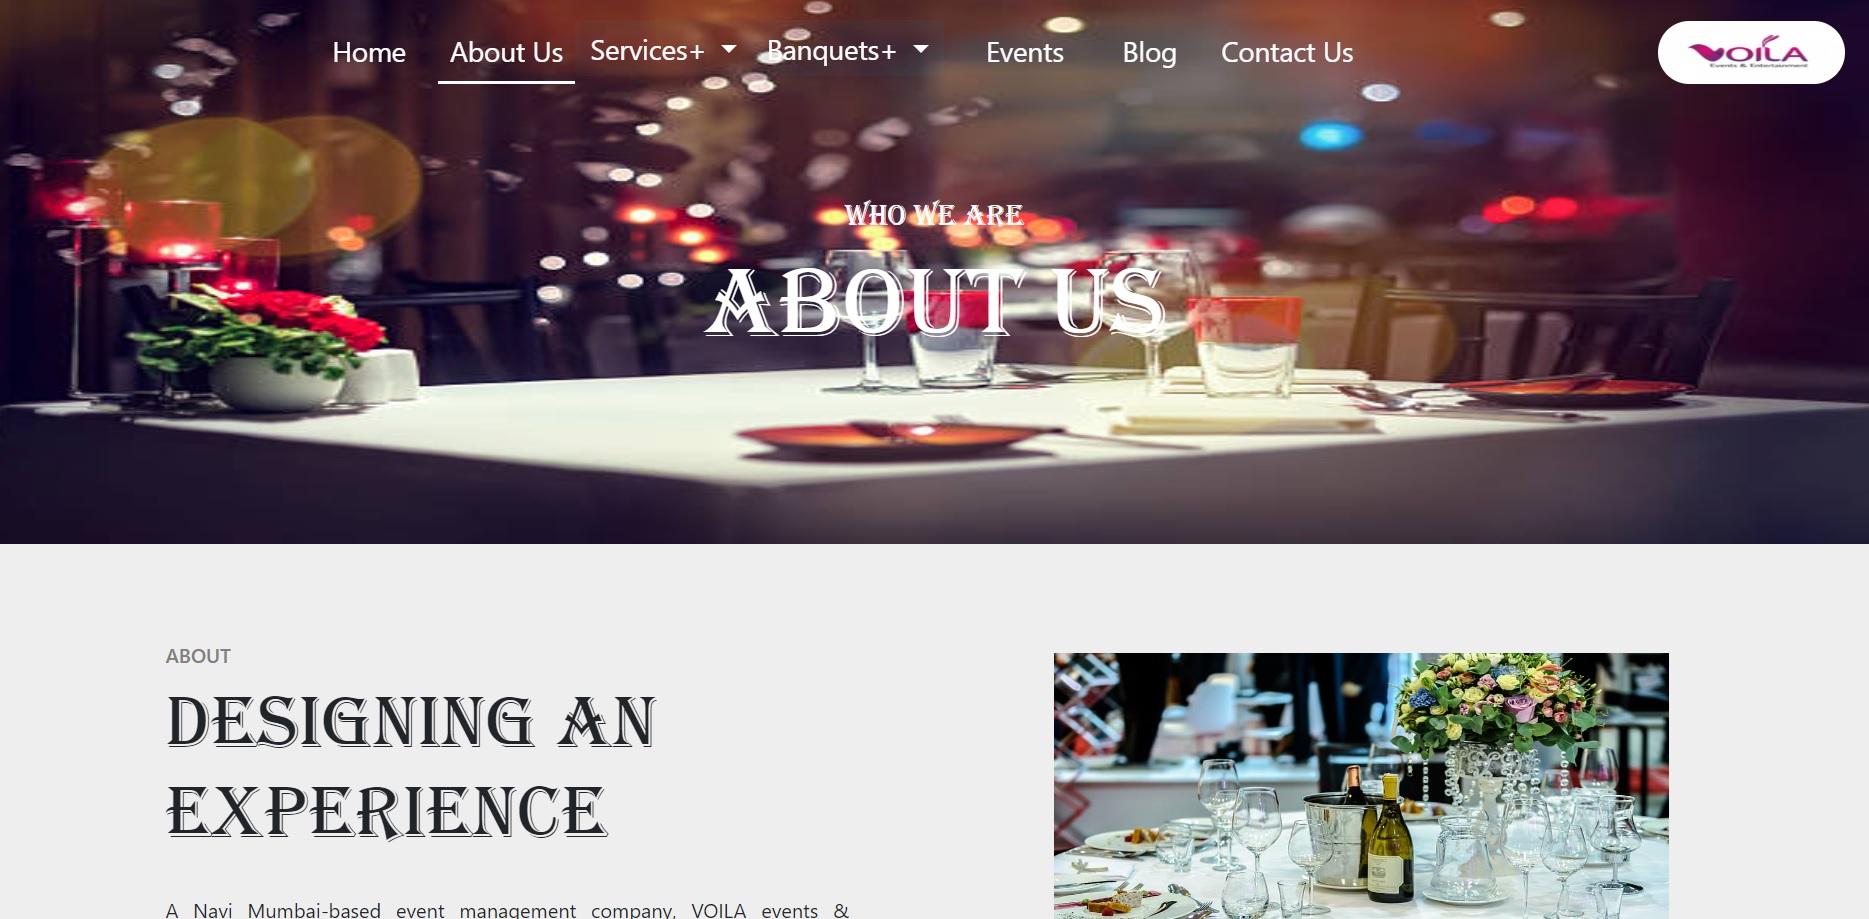 Home About Us Services+ Banquets+ Events Blog Contact Us
VOILA
Events & Entertainment
WHO WE ARE
ABOUT US
ABOUT
DESIGNING AN
EXPERIENCE
A Navi Mumbai-based event management company, VOILA events &